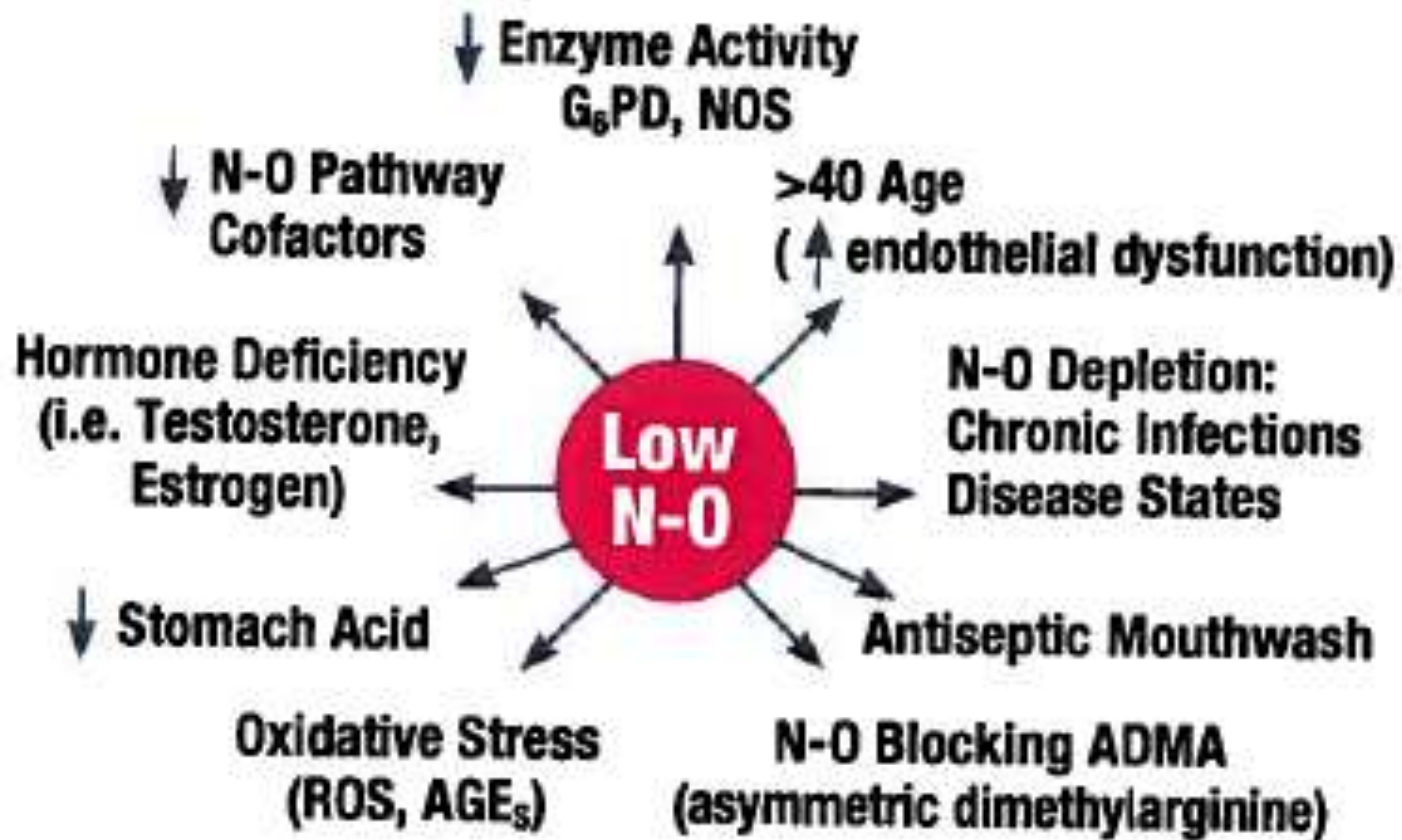 ↓ Enzyme Activity
G₆PD, NOS
↓ N-O Pathway
Cofactors
>40 Age
(↑ endothelial dysfunction)
Hormone Deficiency
(i.e. Testosterone,
Estrogen)
N-O Depletion:
Chronic Infections
Disease States
Low
N-O
↓ Stomach Acid
Antiseptic Mouthwash
Oxidative Stress
(ROS, AGEₛ)
N-O Blocking ADMA
(asymmetric dimethylarginine)